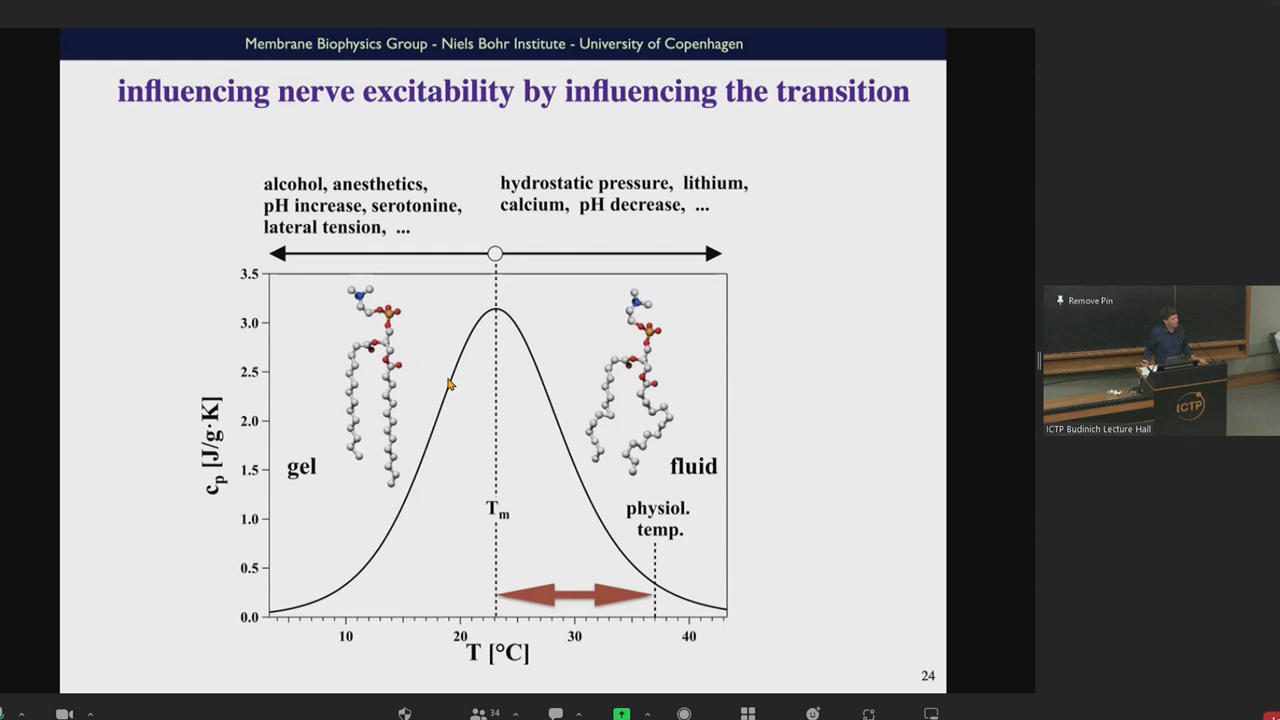 Membrane Biophysics Group - Niels Bohr Institute - University of Copenhagen
influencing nerve excitability by influencing the transition
alcohol, anesthetics,
pH increase, serotonine,
lateral tension, ...
hydrostatic pressure, lithium,
calcium, pH decrease, ...
3.5
3.0
2.5
2.0
1.5
1.0
0.5
0.0
cp [J/g·K]
gel
fluid
Tm
physiol.
temp.
10
20
30
40
T [°C]
24
Remove Pin
ICTP
ICTP Budinich Lecture Hall
34